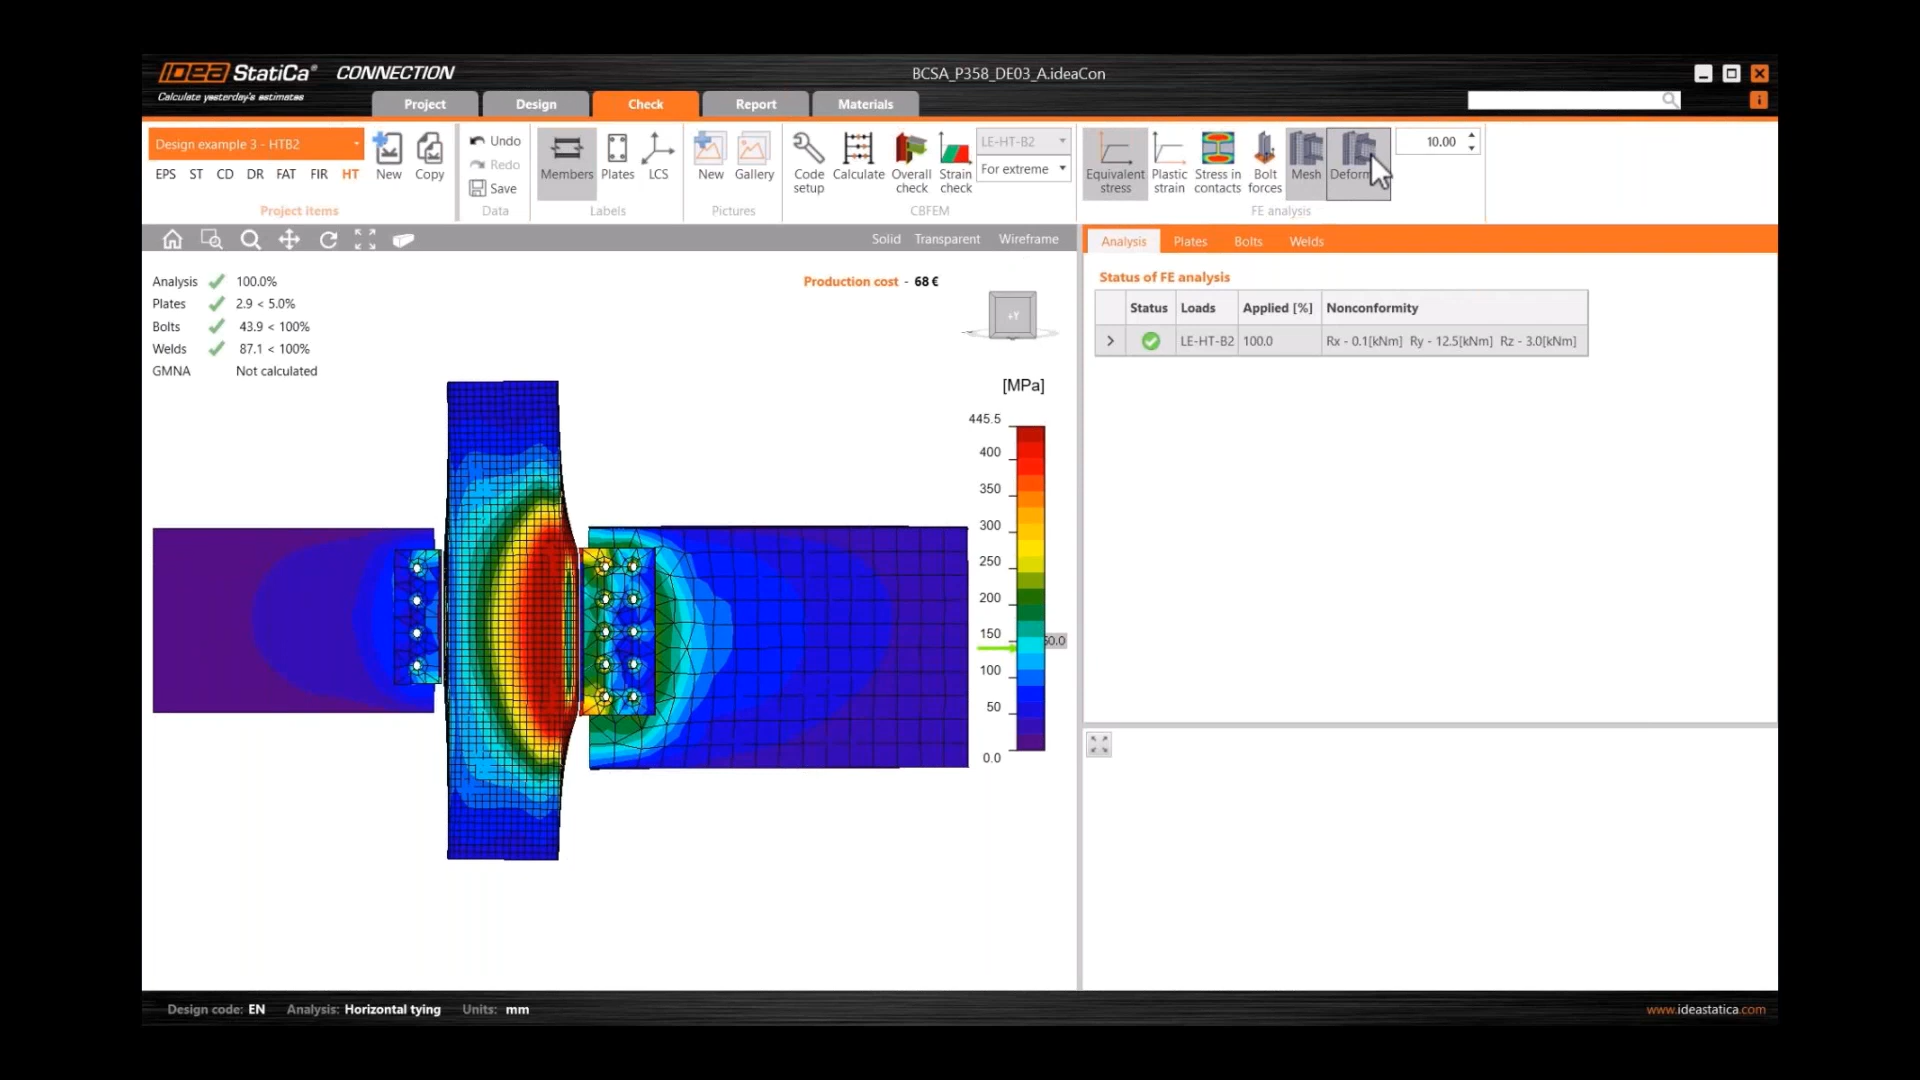 IDEA StatiCa® CONNECTION
Calculate yesterday's estimates
BCSA_P358_DE03_A.ideaCon
Project Design Check Report Materials
Design example 3 - HTB2
EPS ST CD DR FAT FIR HT
New Copy
Project items
Undo
Redo
Save
Data
Members Plates LCS
Labels
New Gallery
Pictures
Code setup Calculate Overall check Strain check
LE-HT-B2
For extreme
CBFEM
Equivalent stress Plastic strain Stress in contacts Bolt forces Mesh
10.00
FE analysis
Solid Transparent Wireframe
Analysis 100.0%
Plates 2.9 < 5.0%
Bolts 43.9 < 100%
Welds 87.1 < 100%
GMNA Not calculated
Production cost - 68 €
+Y
[MPa]
445.5
400
350
300
250
200
150
100
50
0.0
Analysis Plates Bolts Welds
Status of FE analysis
Status Loads Applied [%] Nonconformity
LE-HT-B2 100.0 Rx - 0.1[kNm] Ry - 12.5[kNm] Rz - 3.0[kNm]
Design code: EN Analysis: Horizontal tying Units: mm
www.ideastatica.com